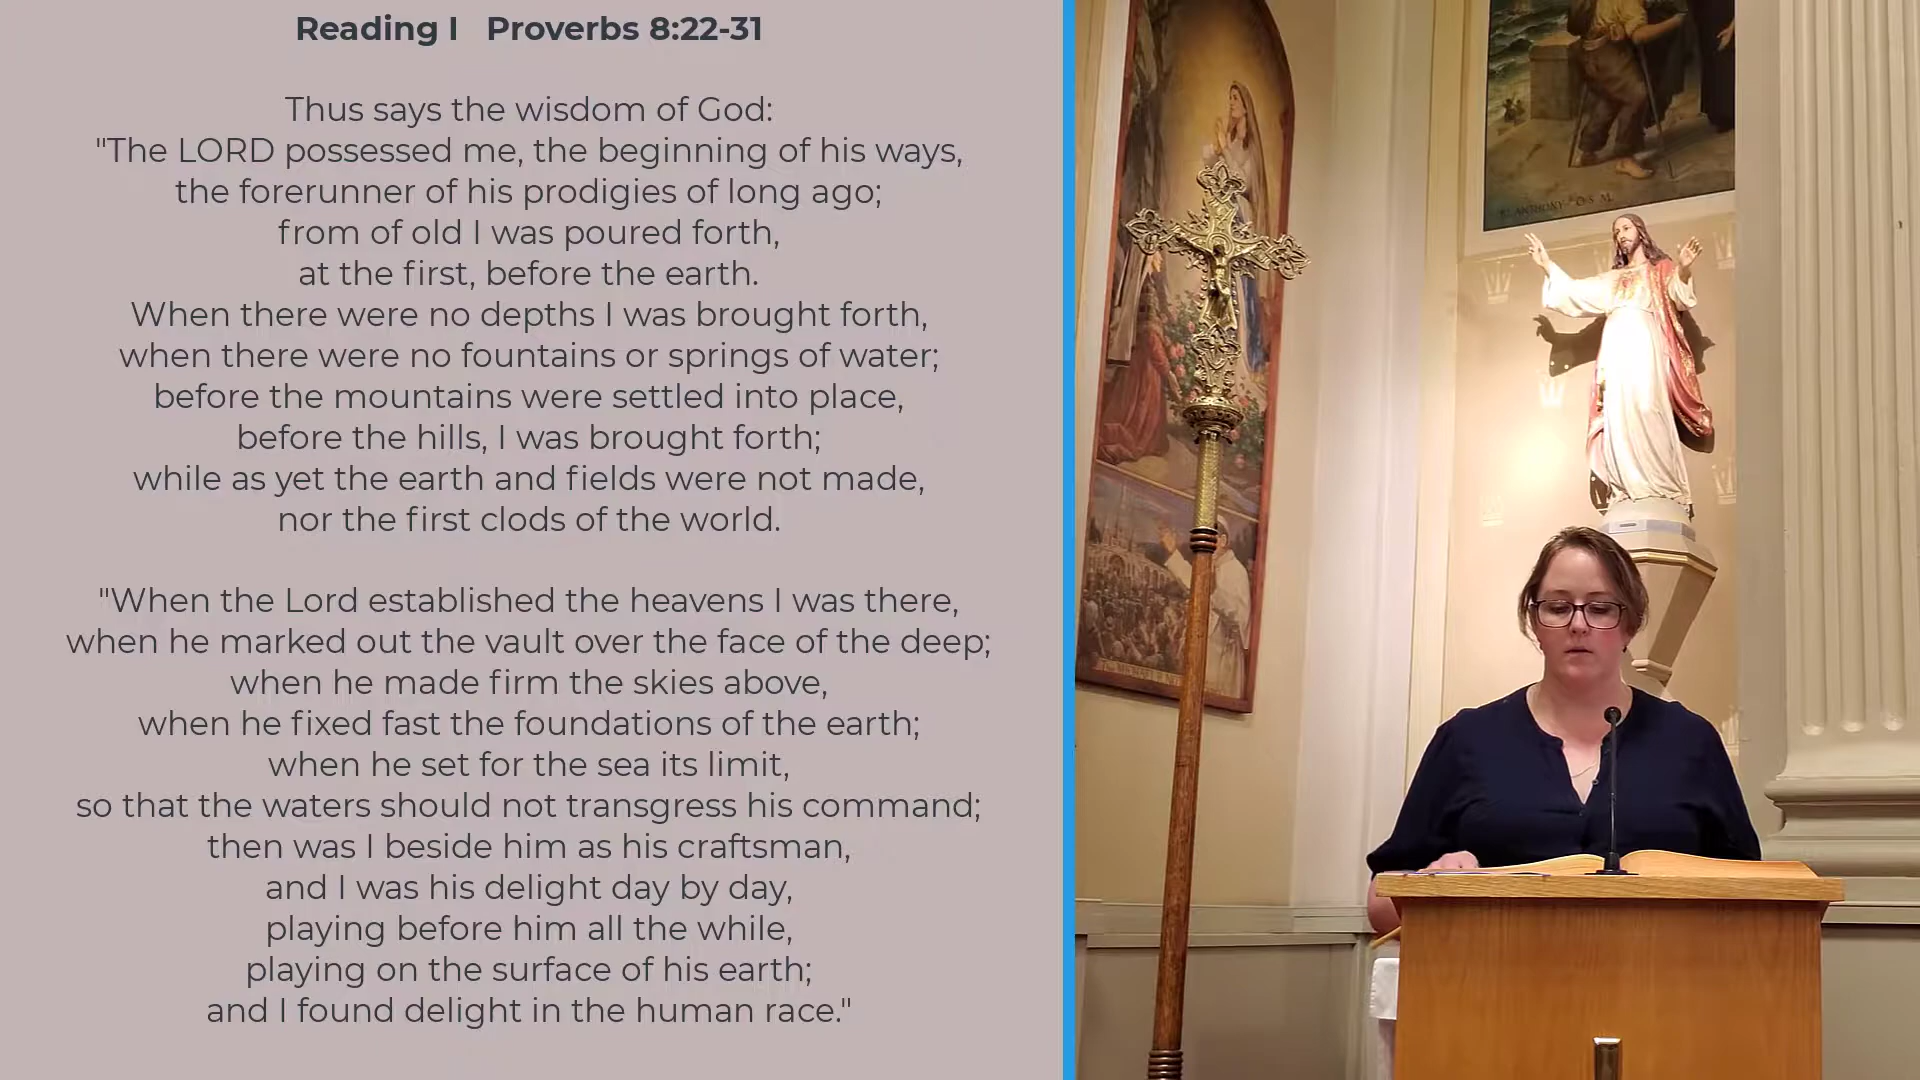 Reading I Proverbs 8:22-31
Thus says the wisdom of God:
"The LORD possessed me, the beginning of his ways,
the forerunner of his prodigies of long ago;
from of old I was poured forth,
at the first, before the earth.
When there were no depths I was brought forth,
when there were no fountains or springs of water;
before the mountains were settled into place,
before the hills, I was brought forth;
while as yet the earth and fields were not made,
nor the first clods of the world.
"When the Lord established the heavens I was there,
when he marked out the vault over the face of the deep;
when he made firm the skies above,
when he fixed fast the foundations of the earth;
when he set for the sea its limit,
so that the waters should not transgress his command;
then was I beside him as his craftsman,
and I was his delight day by day,
playing before him all the while,
playing on the surface of his earth;
and I found delight in the human race."
ANTHONY